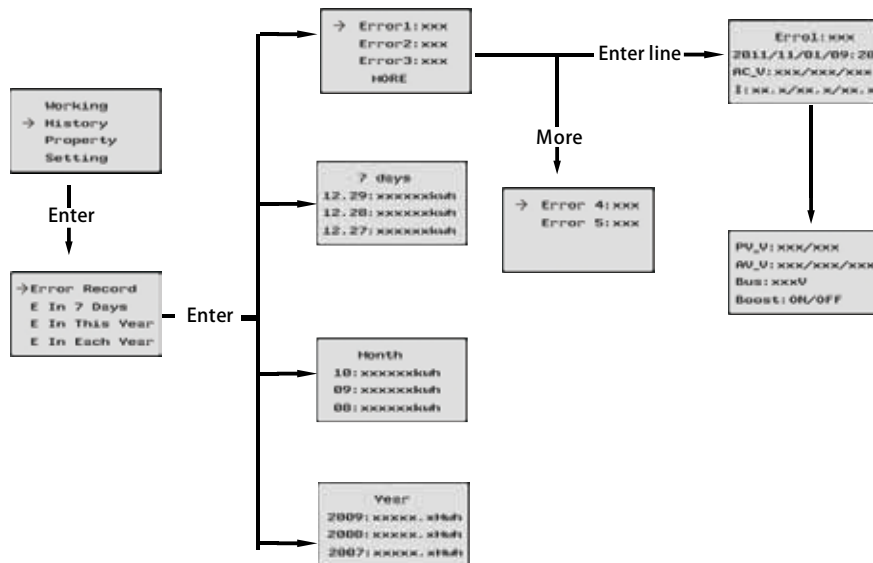 Working
→ History
Property
Setting
Enter
→Error Record
E In 7 Days
E In This Year
E In Each Year
Enter
→ Error1:xxx
Error2:xxx
Error3:xxx
MORE
7 days
12.29:xxxxxxkwh
12.28:xxxxxxkwh
12.27:xxxxxxkwh
Month
10:xxxxxxkwh
09:xxxxxxkwh
08:xxxxxxkwh
Year
2009:xxxxx.xMwh
2008:xxxxx.xMwh
2007:xxxxx.xMwh
More
→ Error 4:xxx
Error 5:xxx
Enter line
Erro1:xxx
2011/11/01/09:20
AC_V:xxx/xxx/xxx
I:xx.x/xx.x/xx.x
PV_V:xxx/xxx
AV_V:xxx/xxx/xxx
Bus:xxxV
Boost:ON/OFF